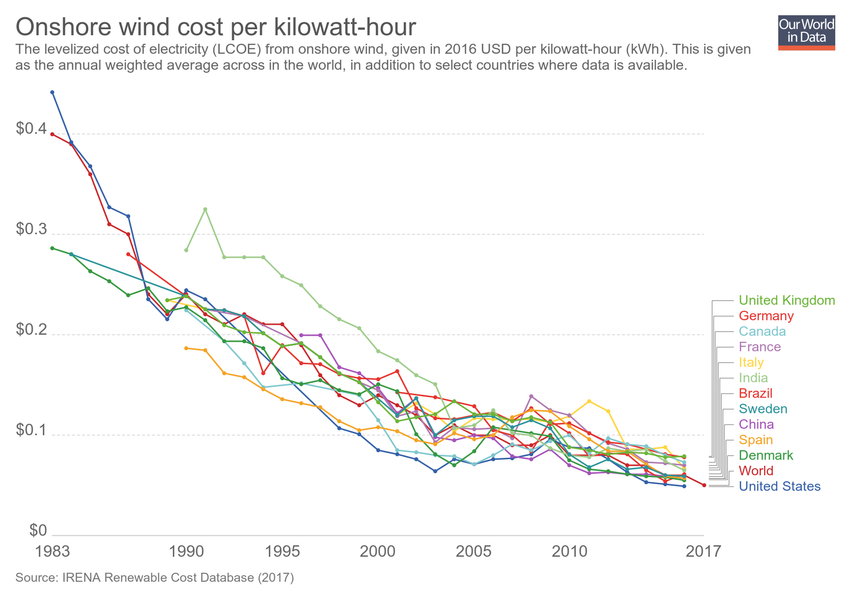 Onshore wind cost per kilowatt-hour
Our World
in Data
The levelized cost of electricity (LCOE) from onshore wind, given in 2016 USD per kilowatt-hour (kWh). This is given
as the annual weighted average across in the world, in addition to select countries where data is available.
$0.4
$0.3
$0.2
$0.1
$0
1983
1990
1995
2000
2005
2010
2017
United Kingdom
Germany
Canada
France
Italy
India
Brazil
Sweden
China
Spain
Denmark
World
United States
Source: IRENA Renewable Cost Database (2017)